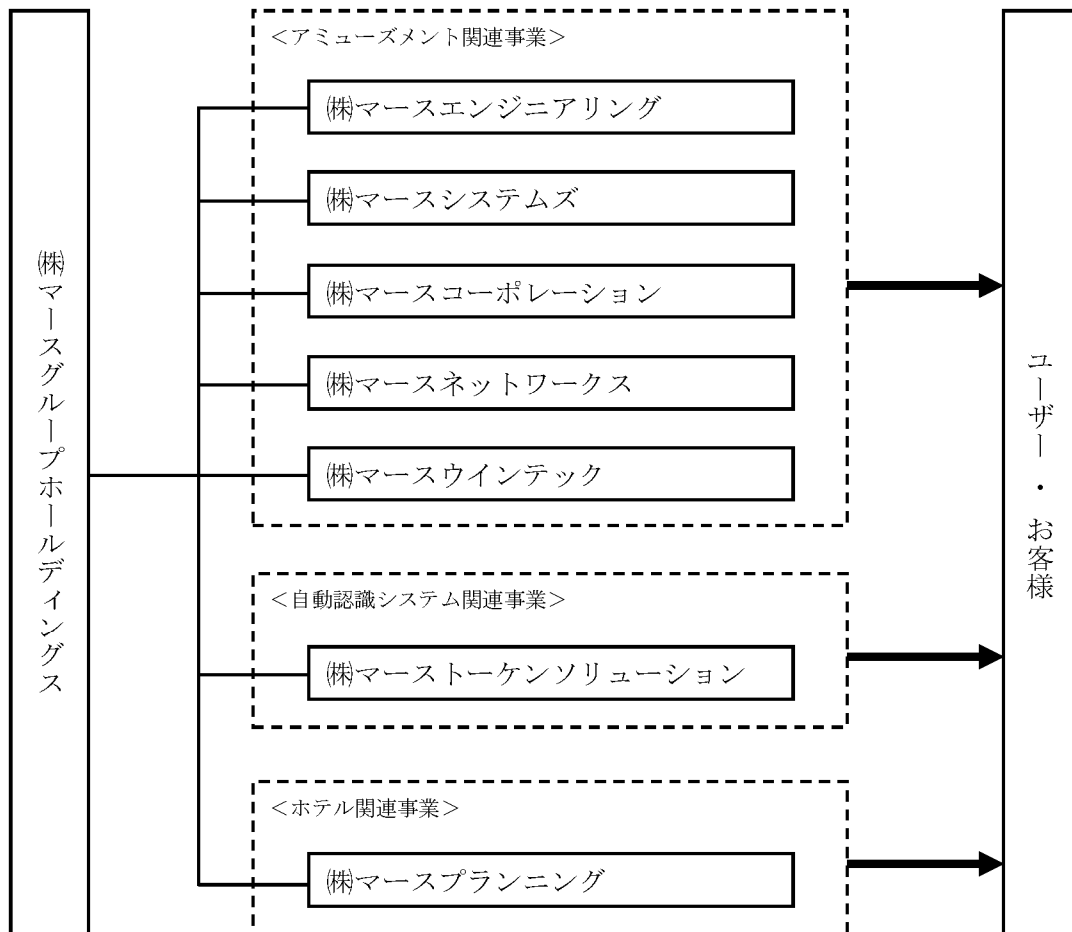 ㈱マースグループホールディングス
＜アミューズメント関連事業＞
㈱マースエンジニアリング
㈱マースシステムズ
㈱マースコーポレーション
㈱マースネットワークス
㈱マースウインテック
＜自動認識システム関連事業＞
㈱マーストーケンソリューション
＜ホテル関連事業＞
㈱マースプランニング
ユーザー・お客様